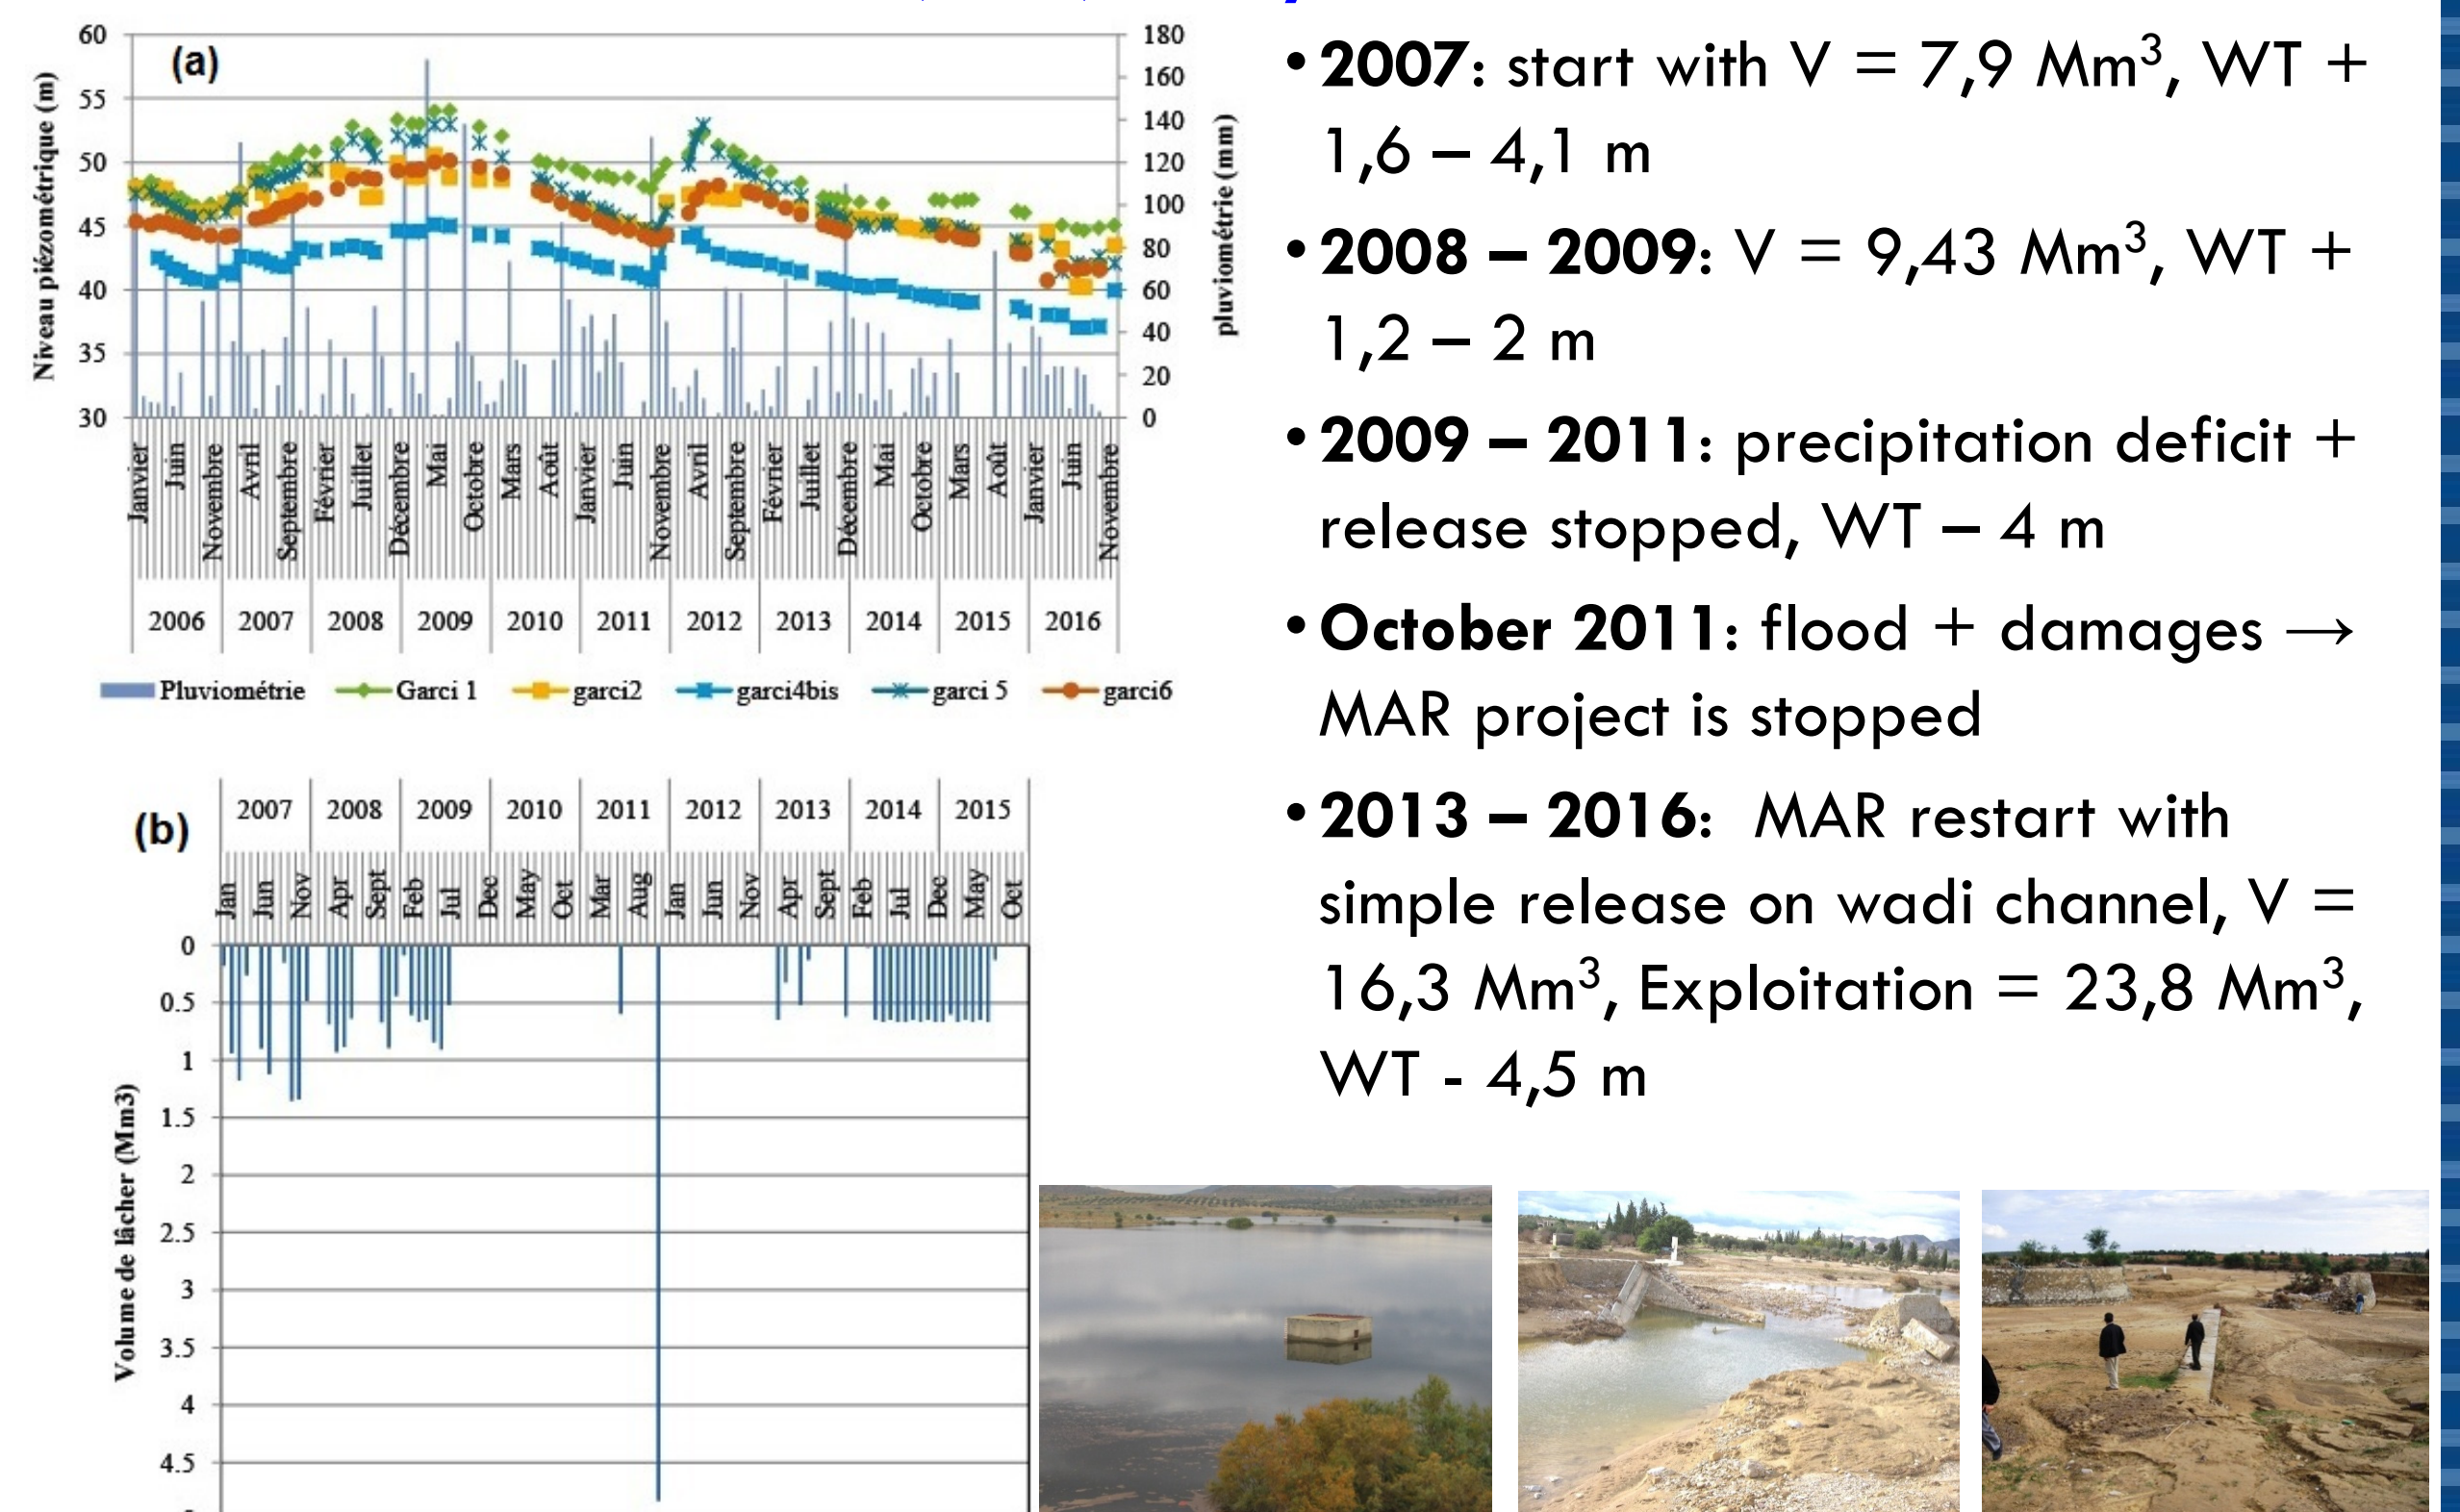 (a)
Niveau piézométrique (m)
60
55
50
45
40
35
30
180
160
140
120
100
80
60
40
20
0
pluviométrie (mm)
Janvier Juin Novembre Avril Septembre Février Juillet Décembre Mai Octobre Mars Août Janvier Juin Novembre Avril Septembre Février Juillet Décembre Mai Octobre Mars Août Janvier Juin Novembre
2006 2007 2008 2009 2010 2011 2012 2013 2014 2015 2016
Pluviométrie Garci 1 garci2 garci4bis garci 5 garci6
(b)
2007 2008 2009 2010 2011 2012 2013 2014 2015
Jan Jun Nov Apr Sept Feb Jul Dec May Oct Mar Aug Jan Jun Nov Apr Sept Feb Jul Dec May Oct
Volume de lâcher (Mm3)
0
0.5
1
1.5
2
2.5
3
3.5
4
4.5
• 2007: start with V = 7,9 Mm³, WT +
1,6 – 4,1 m
• 2008 – 2009: V = 9,43 Mm³, WT +
1,2 – 2 m
• 2009 – 2011: precipitation deficit +
release stopped, WT – 4 m
• October 2011: flood + damages →
MAR project is stopped
• 2013 – 2016: MAR restart with
simple release on wadi channel, V =
16,3 Mm³, Exploitation = 23,8 Mm³,
WT - 4,5 m